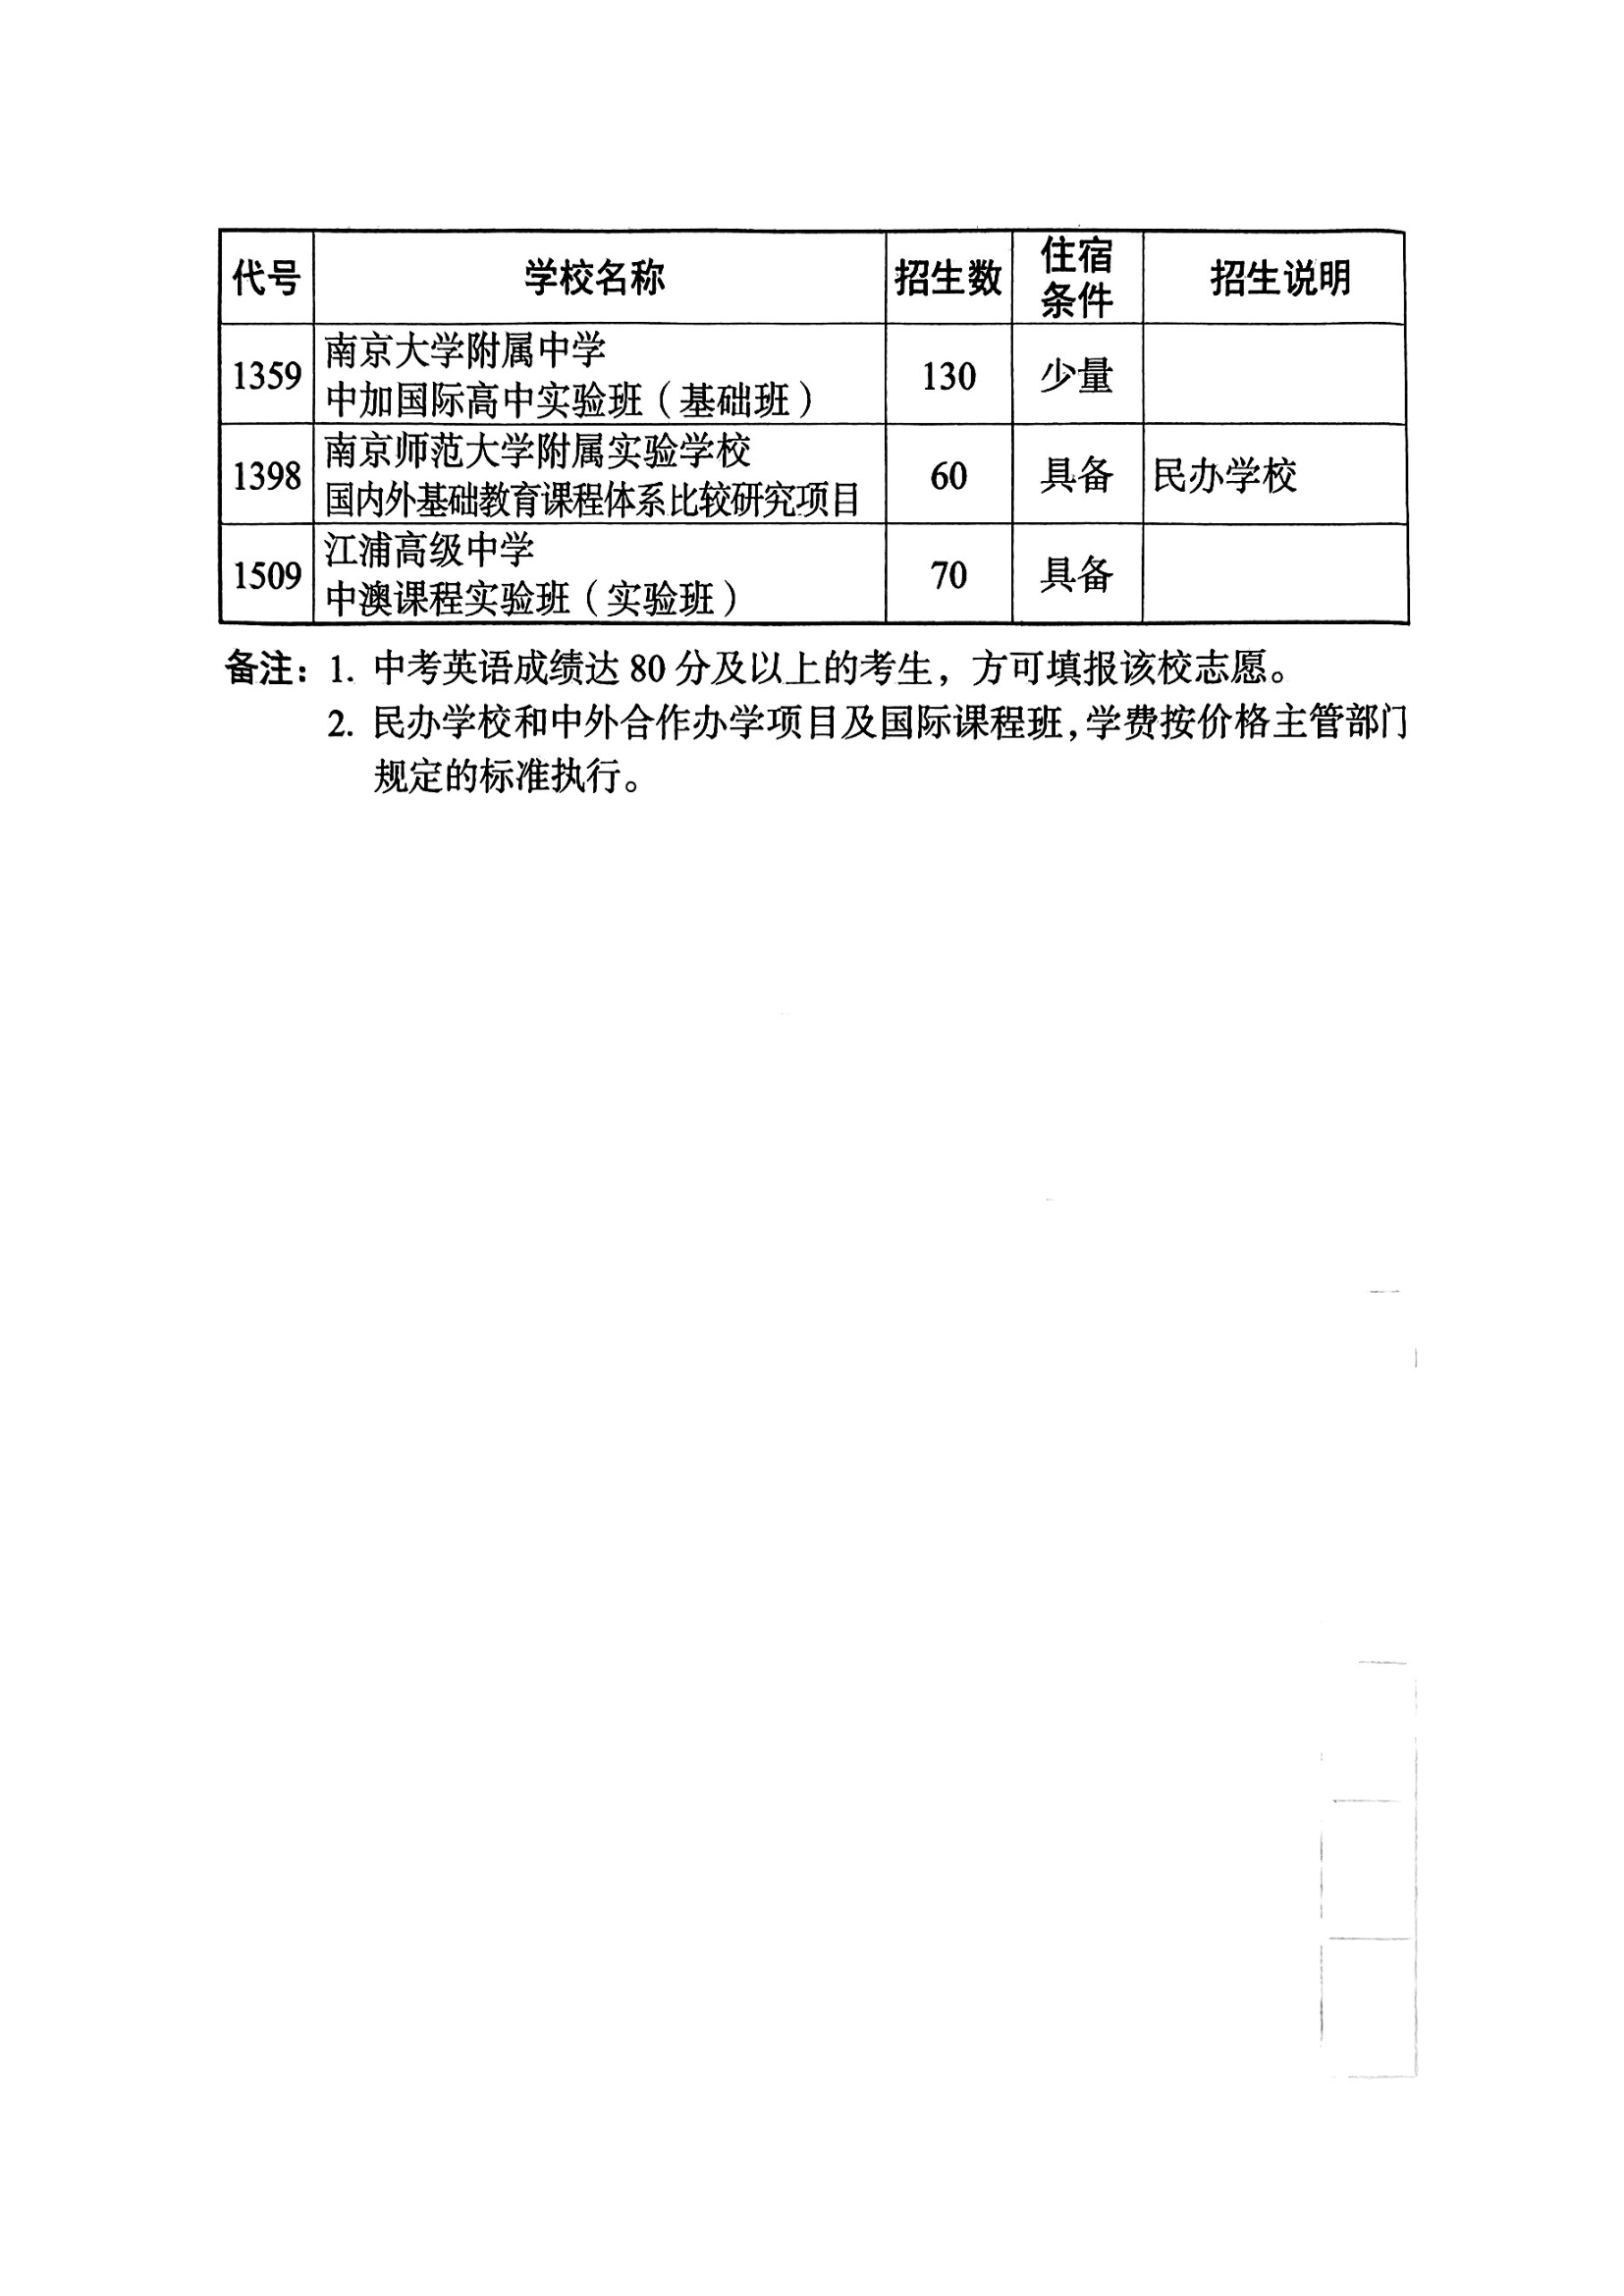 代号 学校名称 招生数 住宿条件 招生说明
1359 南京大学附属中学 130 少量
中加国际高中实验班（基础班）
1398 南京师范大学附属实验学校 60 具备 民办学校
国内外基础教育课程体系比较研究项目
1509 江浦高级中学 70 具备
中澳课程实验班（实验班）
备注：1. 中考英语成绩达 80 分及以上的考生，方可填报该校志愿。
2. 民办学校和中外合作办学项目及国际课程班，学费按价格主管部门
规定的标准执行。